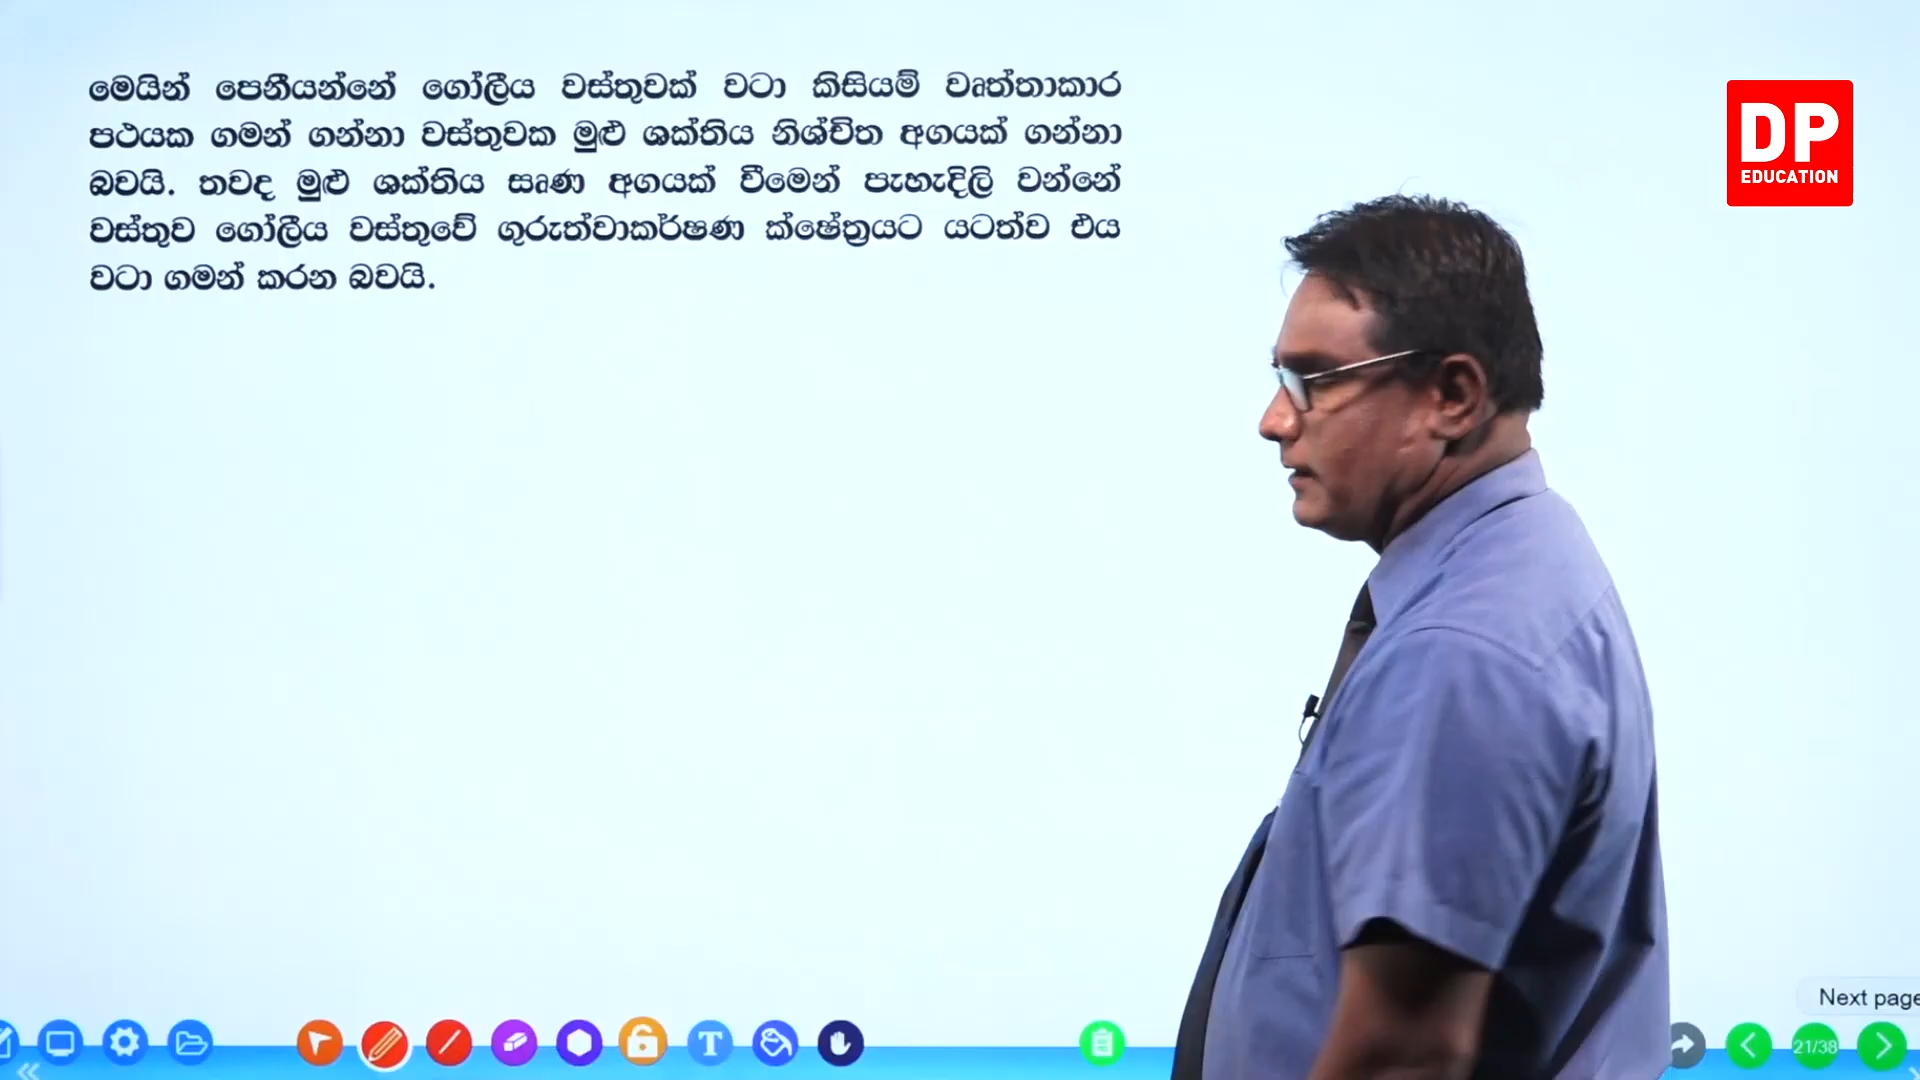 මෙයින් පෙනීයන්නේ ගෝලීය වස්තුවක් වටා කිසියම් වෘත්තාකාර
පථයක ගමන් ගන්නා වස්තුවක මුළු ශක්තිය නිශ්චිත අගයක් ගන්නා
බවයි. තවද මුළු ශක්තිය සෘණ අගයක් වීමෙන් පැහැදිලි වන්නේ
වස්තුව ගෝලීය වස්තුවේ ගුරුත්වාකර්ෂණ ක්ෂේත්‍රයට යටත්ව එය
වටා ගමන් කරන බවයි.
DP
EDUCATION
Next page
T
21/38